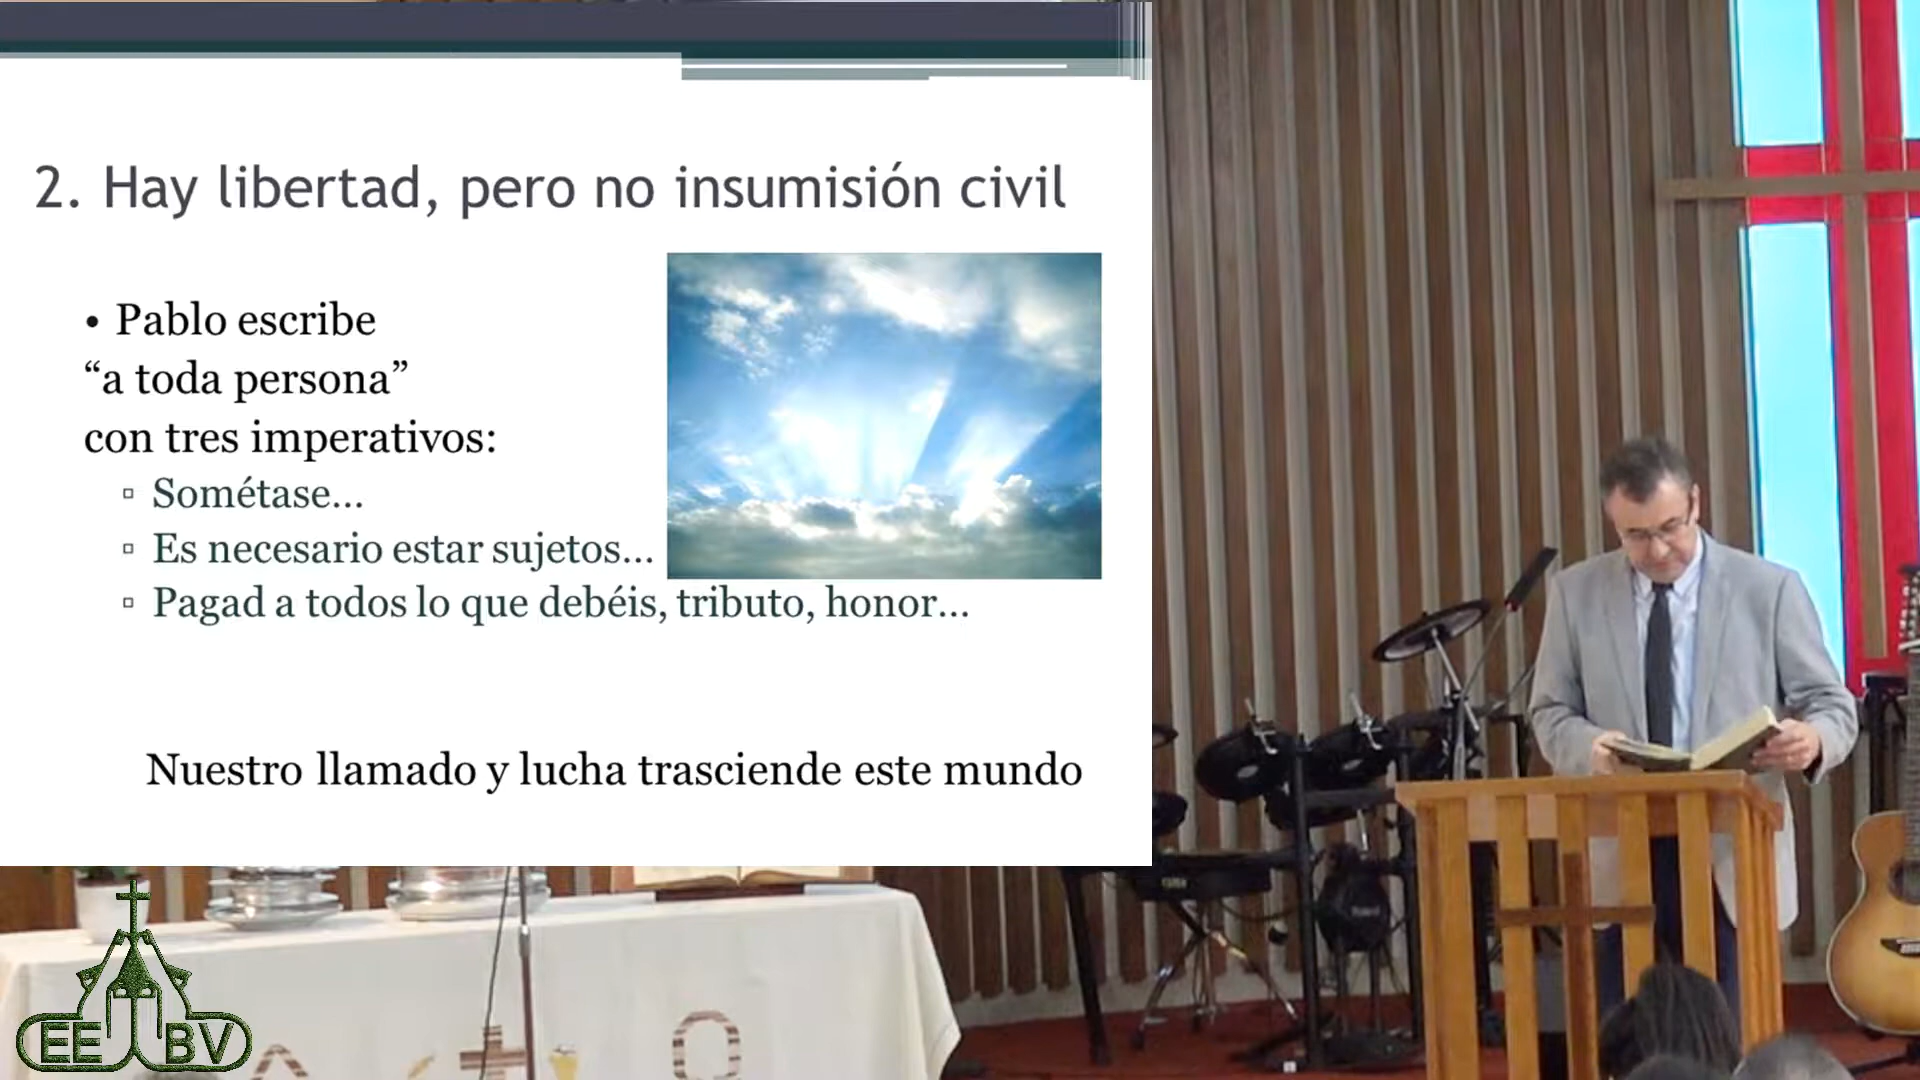 2. Hay libertad, pero no insumisión civil
• Pablo escribe
“a toda persona”
con tres imperativos:
▫ Sométase...
▫ Es necesario estar sujetos...
▫ Pagad a todos lo que debéis, tributo, honor...
Nuestro llamado y lucha trasciende este mundo
EE BV
Roland